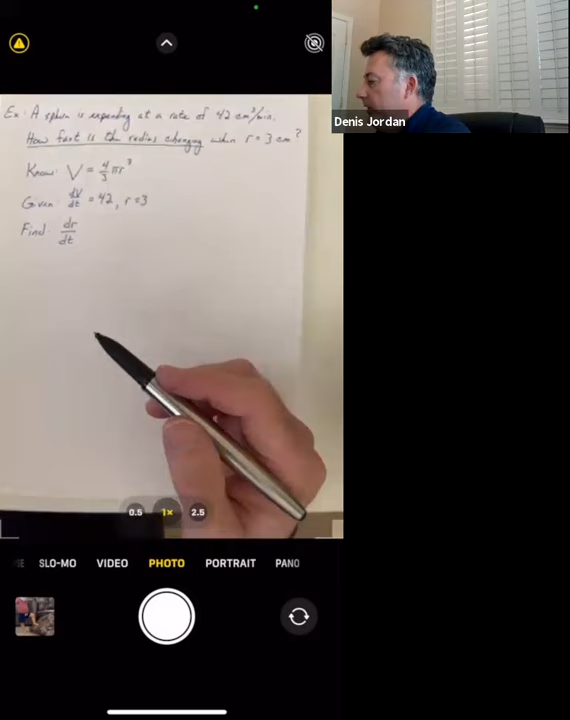 Ex: A sphere is expanding at a rate of 42 cm³/min.
How fast is the radius changing when r = 3 cm?
Know: V = 4/3 πr³
Given: dV/dt = 42, r = 3
Find: dr/dt
Denis Jordan
0.5 1× 2.5
SLO-MO VIDEO PHOTO PORTRAIT PANO